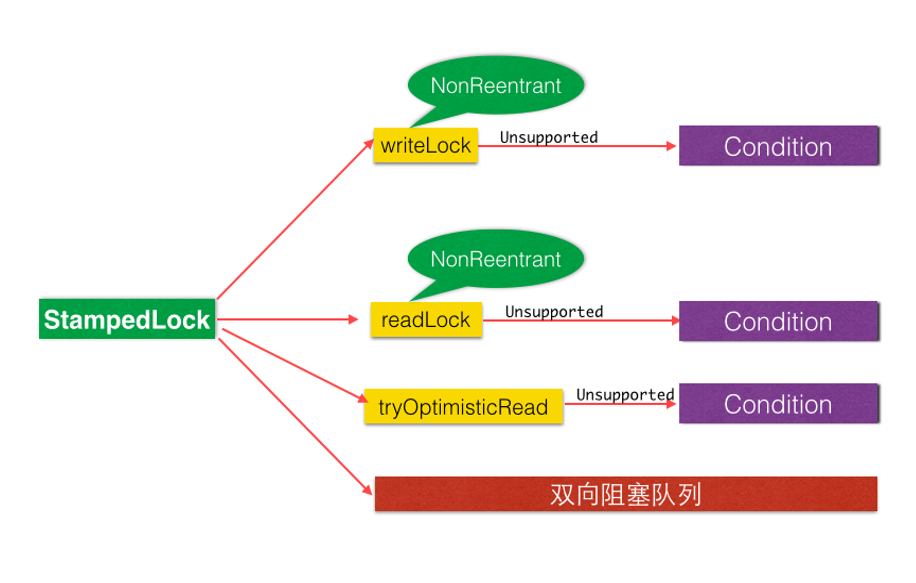 NonReentrant
writeLock
Unsupported
Condition
NonReentrant
StampedLock
readLock
Unsupported
Condition
tryOptimisticRead
Unsupported
Condition
双向阻塞队列